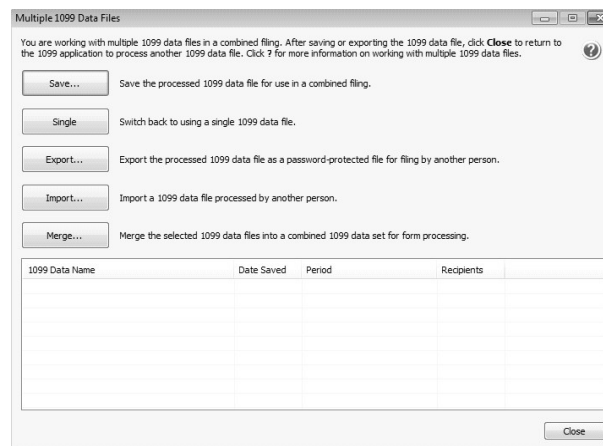 Multiple 1099 Data Files
You are working with multiple 1099 data files in a combined filing. After saving or exporting the 1099 data file, click Close to return to
the 1099 application to process another 1099 data file. Click ? for more information on working with multiple 1099 data files.
?
Save... Save the processed 1099 data file for use in a combined filing.
Single Switch back to using a single 1099 data file.
Export... Export the processed 1099 data file as a password-protected file for filing by another person.
Import... Import a 1099 data file processed by another person.
Merge... Merge the selected 1099 data files into a combined 1099 data set for form processing.
1099 Data Name Date Saved Period Recipients
Close